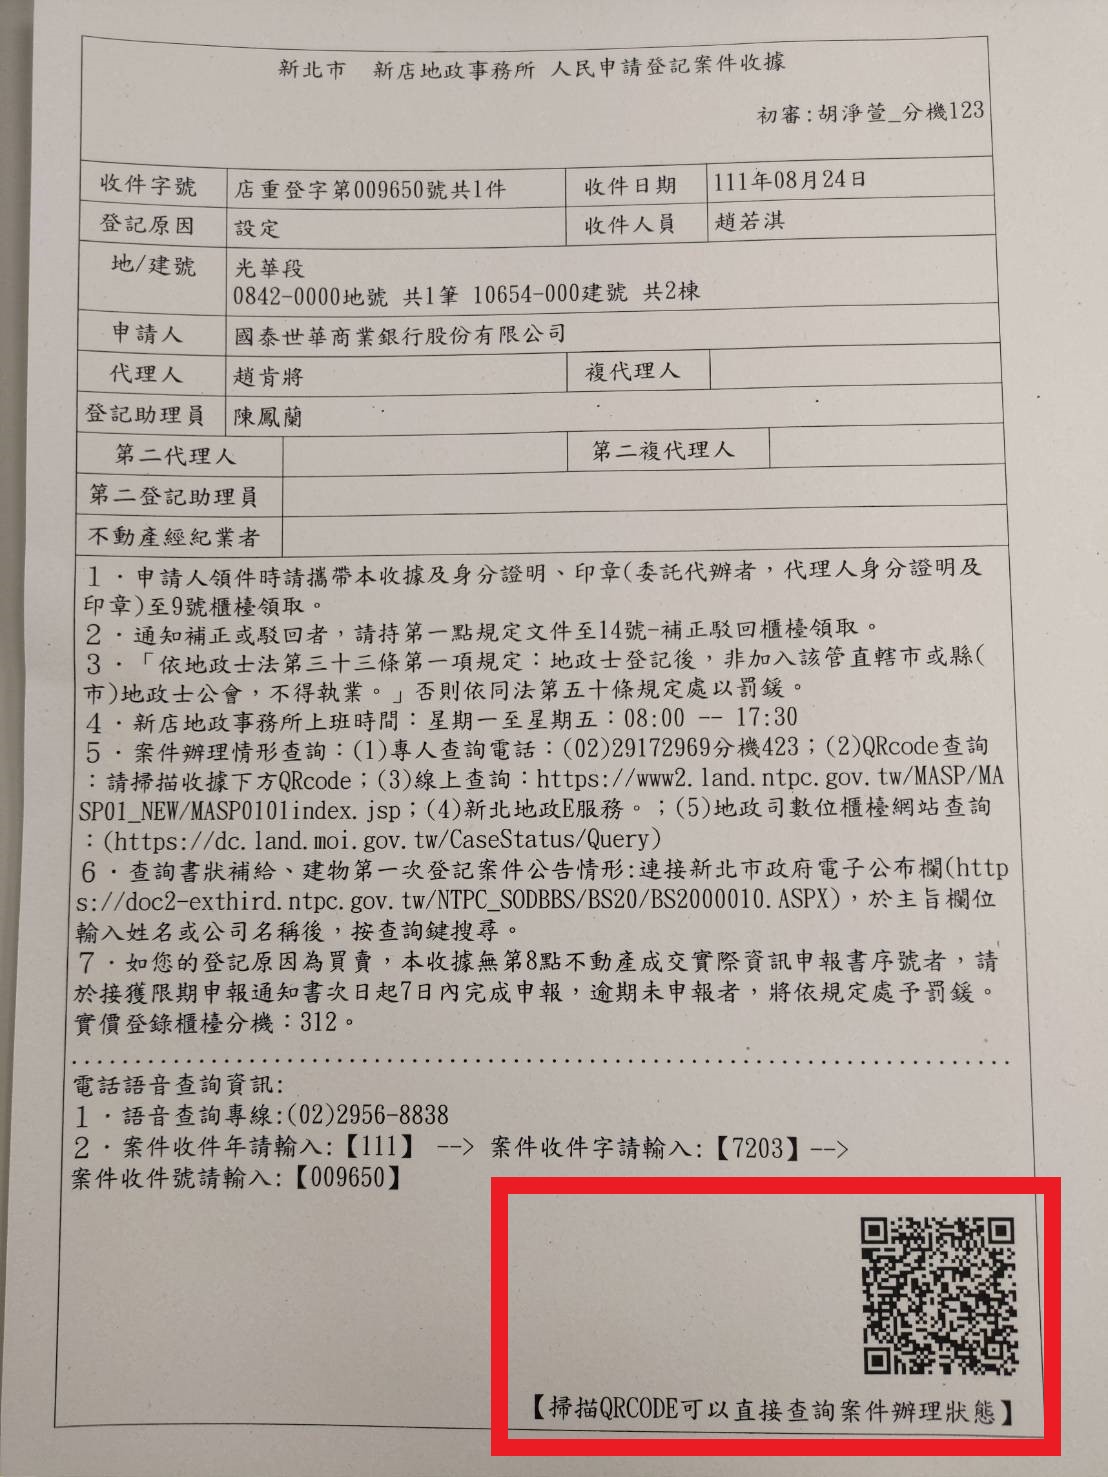 新北市　新店地政事務所 人民申請登記案件收據
初審:胡淨萱_分機123
收件字號 店重登字第009650號共1件 收件日期 111年08月24日
登記原因 設定 收件人員 趙若淇
地/建號 光華段
0842-0000地號 共1筆 10654-000建號 共2棟
申請人 國泰世華商業銀行股份有限公司
代理人 趙肯將 複代理人
登記助理員 陳鳳蘭
第二代理人 第二複代理人
第二登記助理員
不動產經紀業者
1．申請人領件時請攜帶本收據及身分證明、印章(委託代辦者，代理人身分證明及
印章)至9號櫃檯領取。
2．通知補正或駁回者，請持第一點規定文件至14號-補正駁回櫃檯領取。
3．「依地政士法第三十三條第一項規定：地政士登記後，非加入該管直轄市或縣(
市)地政士公會，不得執業。」否則依同法第五十條規定處以罰鍰。
4．新店地政事務所上班時間：星期一至星期五：08:00 -- 17:30
5．案件辦理情形查詢：(1)專人查詢電話：(02)29172969分機423；(2)QRcode查詢
：請掃描收據下方QRcode；(3)線上查詢：https://www2.land.ntpc.gov.tw/MASP/MA
SP01_NEW/MASP0101index.jsp；(4)新北地政E服務。；(5)地政司數位櫃檯網站查詢
：(https://dc.land.moi.gov.tw/CaseStatus/Query)
6．查詢書狀補給、建物第一次登記案件公告情形:連接新北市政府電子公布欄(http
s://doc2-exthird.ntpc.gov.tw/NTPC_SODBBS/BS20/BS2000010.ASPX)，於主旨欄位
輸入姓名或公司名稱後，按查詢鍵搜尋。
7．如您的登記原因為買賣，本收據無第8點不動產成交實際資訊申報書序號者，請
於接獲限期申報通知書次日起7日內完成申報，逾期未申報者，將依規定處予罰鍰。
實價登錄櫃檯分機：312。
電話語音查詢資訊:
1．語音查詢專線:(02)2956-8838
2．案件收件年請輸入:【111】 --> 案件收件字請輸入:【7203】-->
案件收件號請輸入:【009650】
【掃描QRCODE可以直接查詢案件辦理狀態】